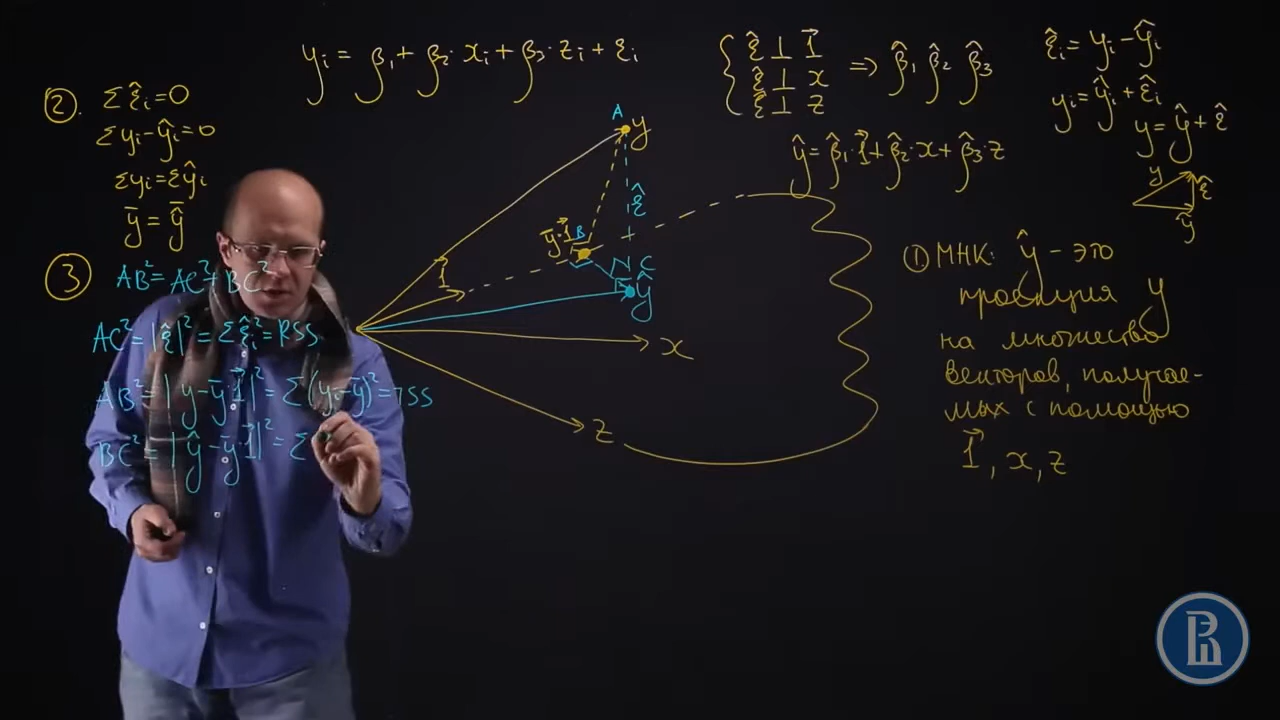 yᵢ = β₁ + β₂·xᵢ + β₃·zᵢ + εᵢ
②. Σε̂ᵢ=0
Σyᵢ-ŷᵢ=0
Σyᵢ=Σŷᵢ
ȳ = ŷ̄
③ AB²=AC²+BC²
AC²=|ε̂|²=Σε̂ᵢ²=RSS
AB²=|y-ȳ·1⃗|²=Σ(yᵢ-ȳ)²=TSS
BC²=|ŷ-ȳ·1⃗|²=Σ
A
y
ε̂
ȳ·1⃗
B
C
ŷ
1⃗
x
z
{ε̂ ⊥ 1⃗
ε̂ ⊥ x => β̂₁ β̂₂ β̂₃
ε̂ ⊥ z
ŷ=β̂₁·1⃗+β̂₂·x+β̂₃·z
ε̂ᵢ=yᵢ-ŷᵢ
yᵢ=ŷᵢ+ε̂ᵢ
y=ŷ+ε̂
y
ε̂
ŷ
① МНК: ŷ - это
проекция y
на множество
векторов, получае-
мых с помощью
1⃗, x, z